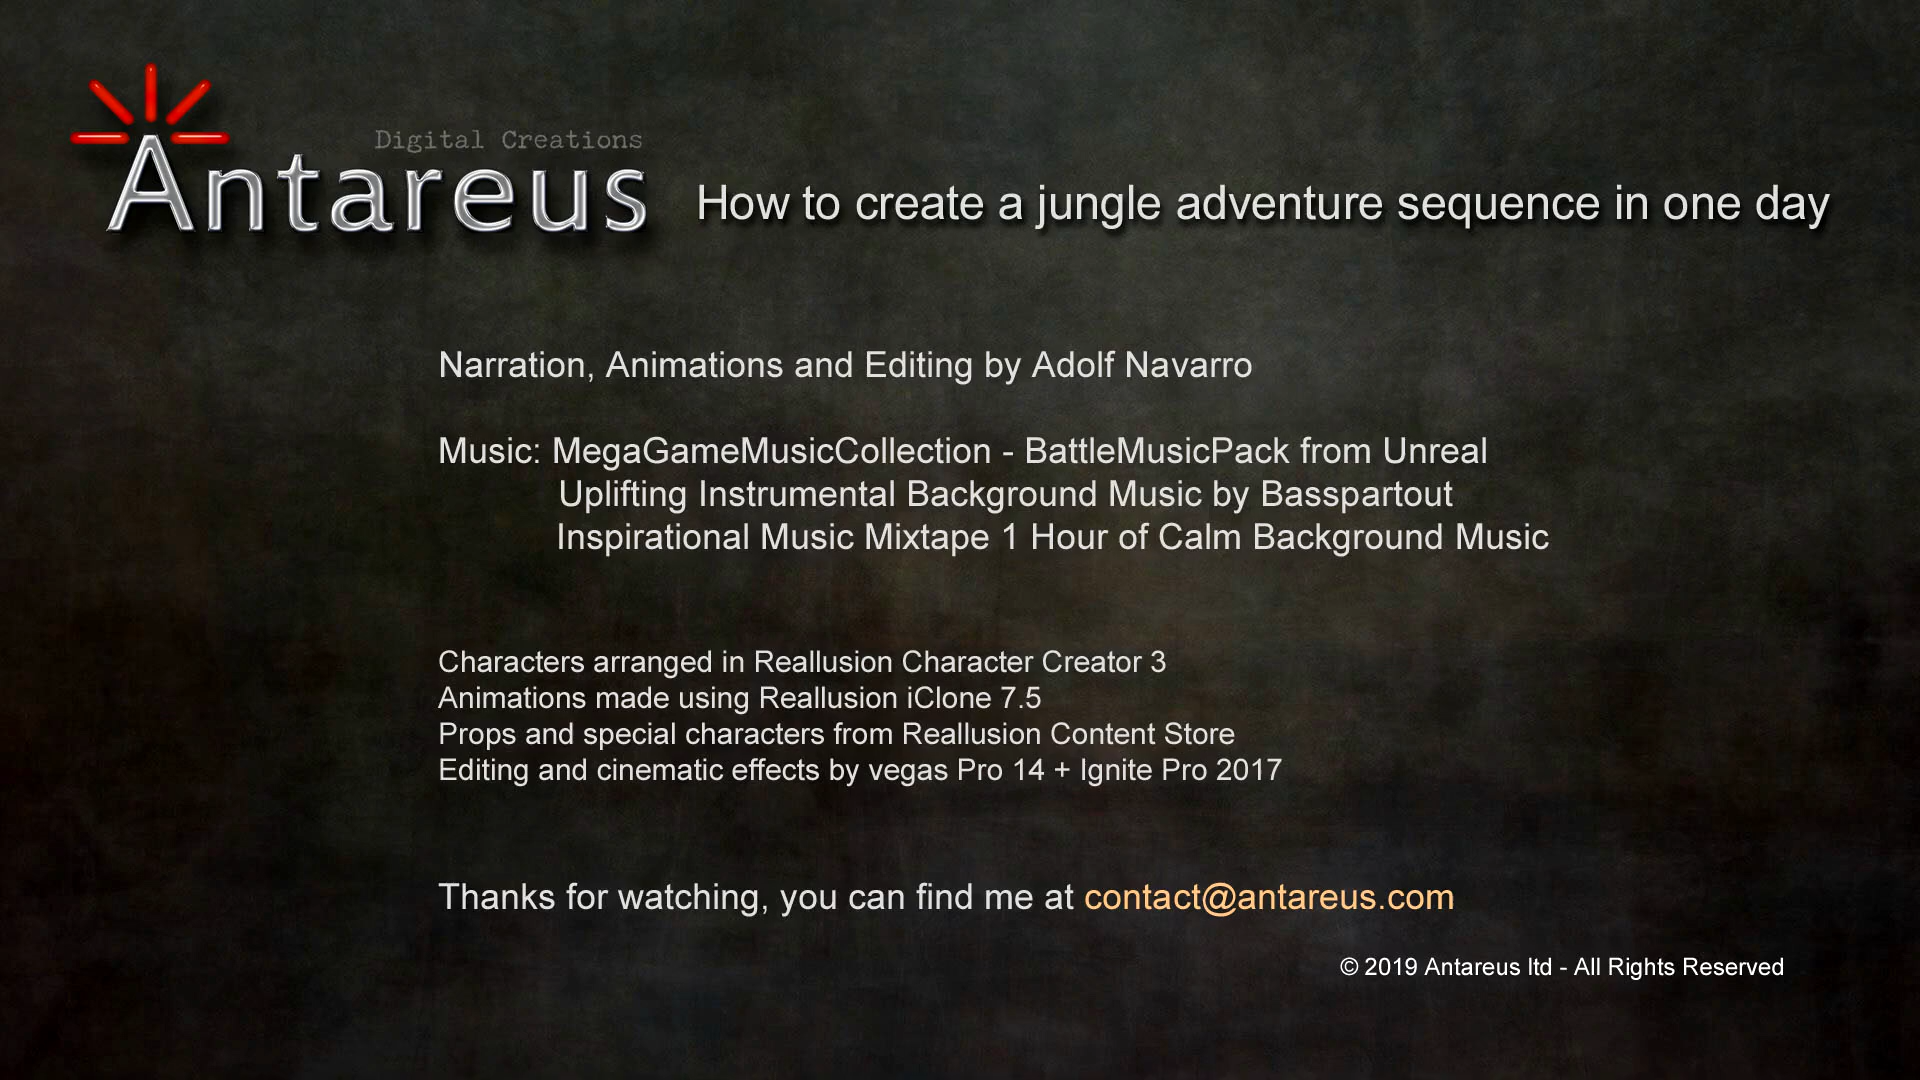 Digital Creations
Antareus
How to create a jungle adventure sequence in one day
Narration, Animations and Editing by Adolf Navarro
Music: MegaGameMusicCollection - BattleMusicPack from Unreal
Uplifting Instrumental Background Music by Basspartout
Inspirational Music Mixtape 1 Hour of Calm Background Music
Characters arranged in Reallusion Character Creator 3
Animations made using Reallusion iClone 7.5
Props and special characters from Reallusion Content Store
Editing and cinematic effects by vegas Pro 14 + Ignite Pro 2017
Thanks for watching, you can find me at contact@antareus.com
© 2019 Antareus ltd - All Rights Reserved